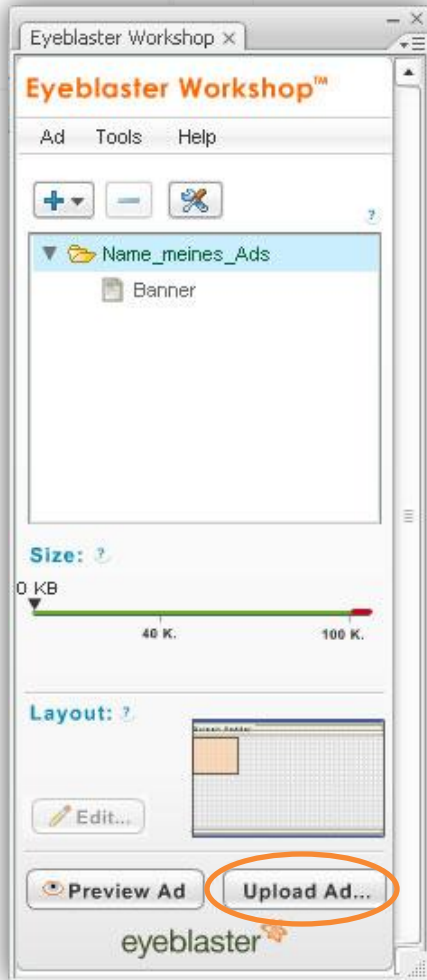 Eyeblaster Workshop ×
Eyeblaster Workshop™
Ad Tools Help
?
Name_meines_Ads
Banner
Size: ?
0 KB
40 K. 100 K.
Layout: ?
Edit...
Preview Ad Upload Ad...
eyeblaster